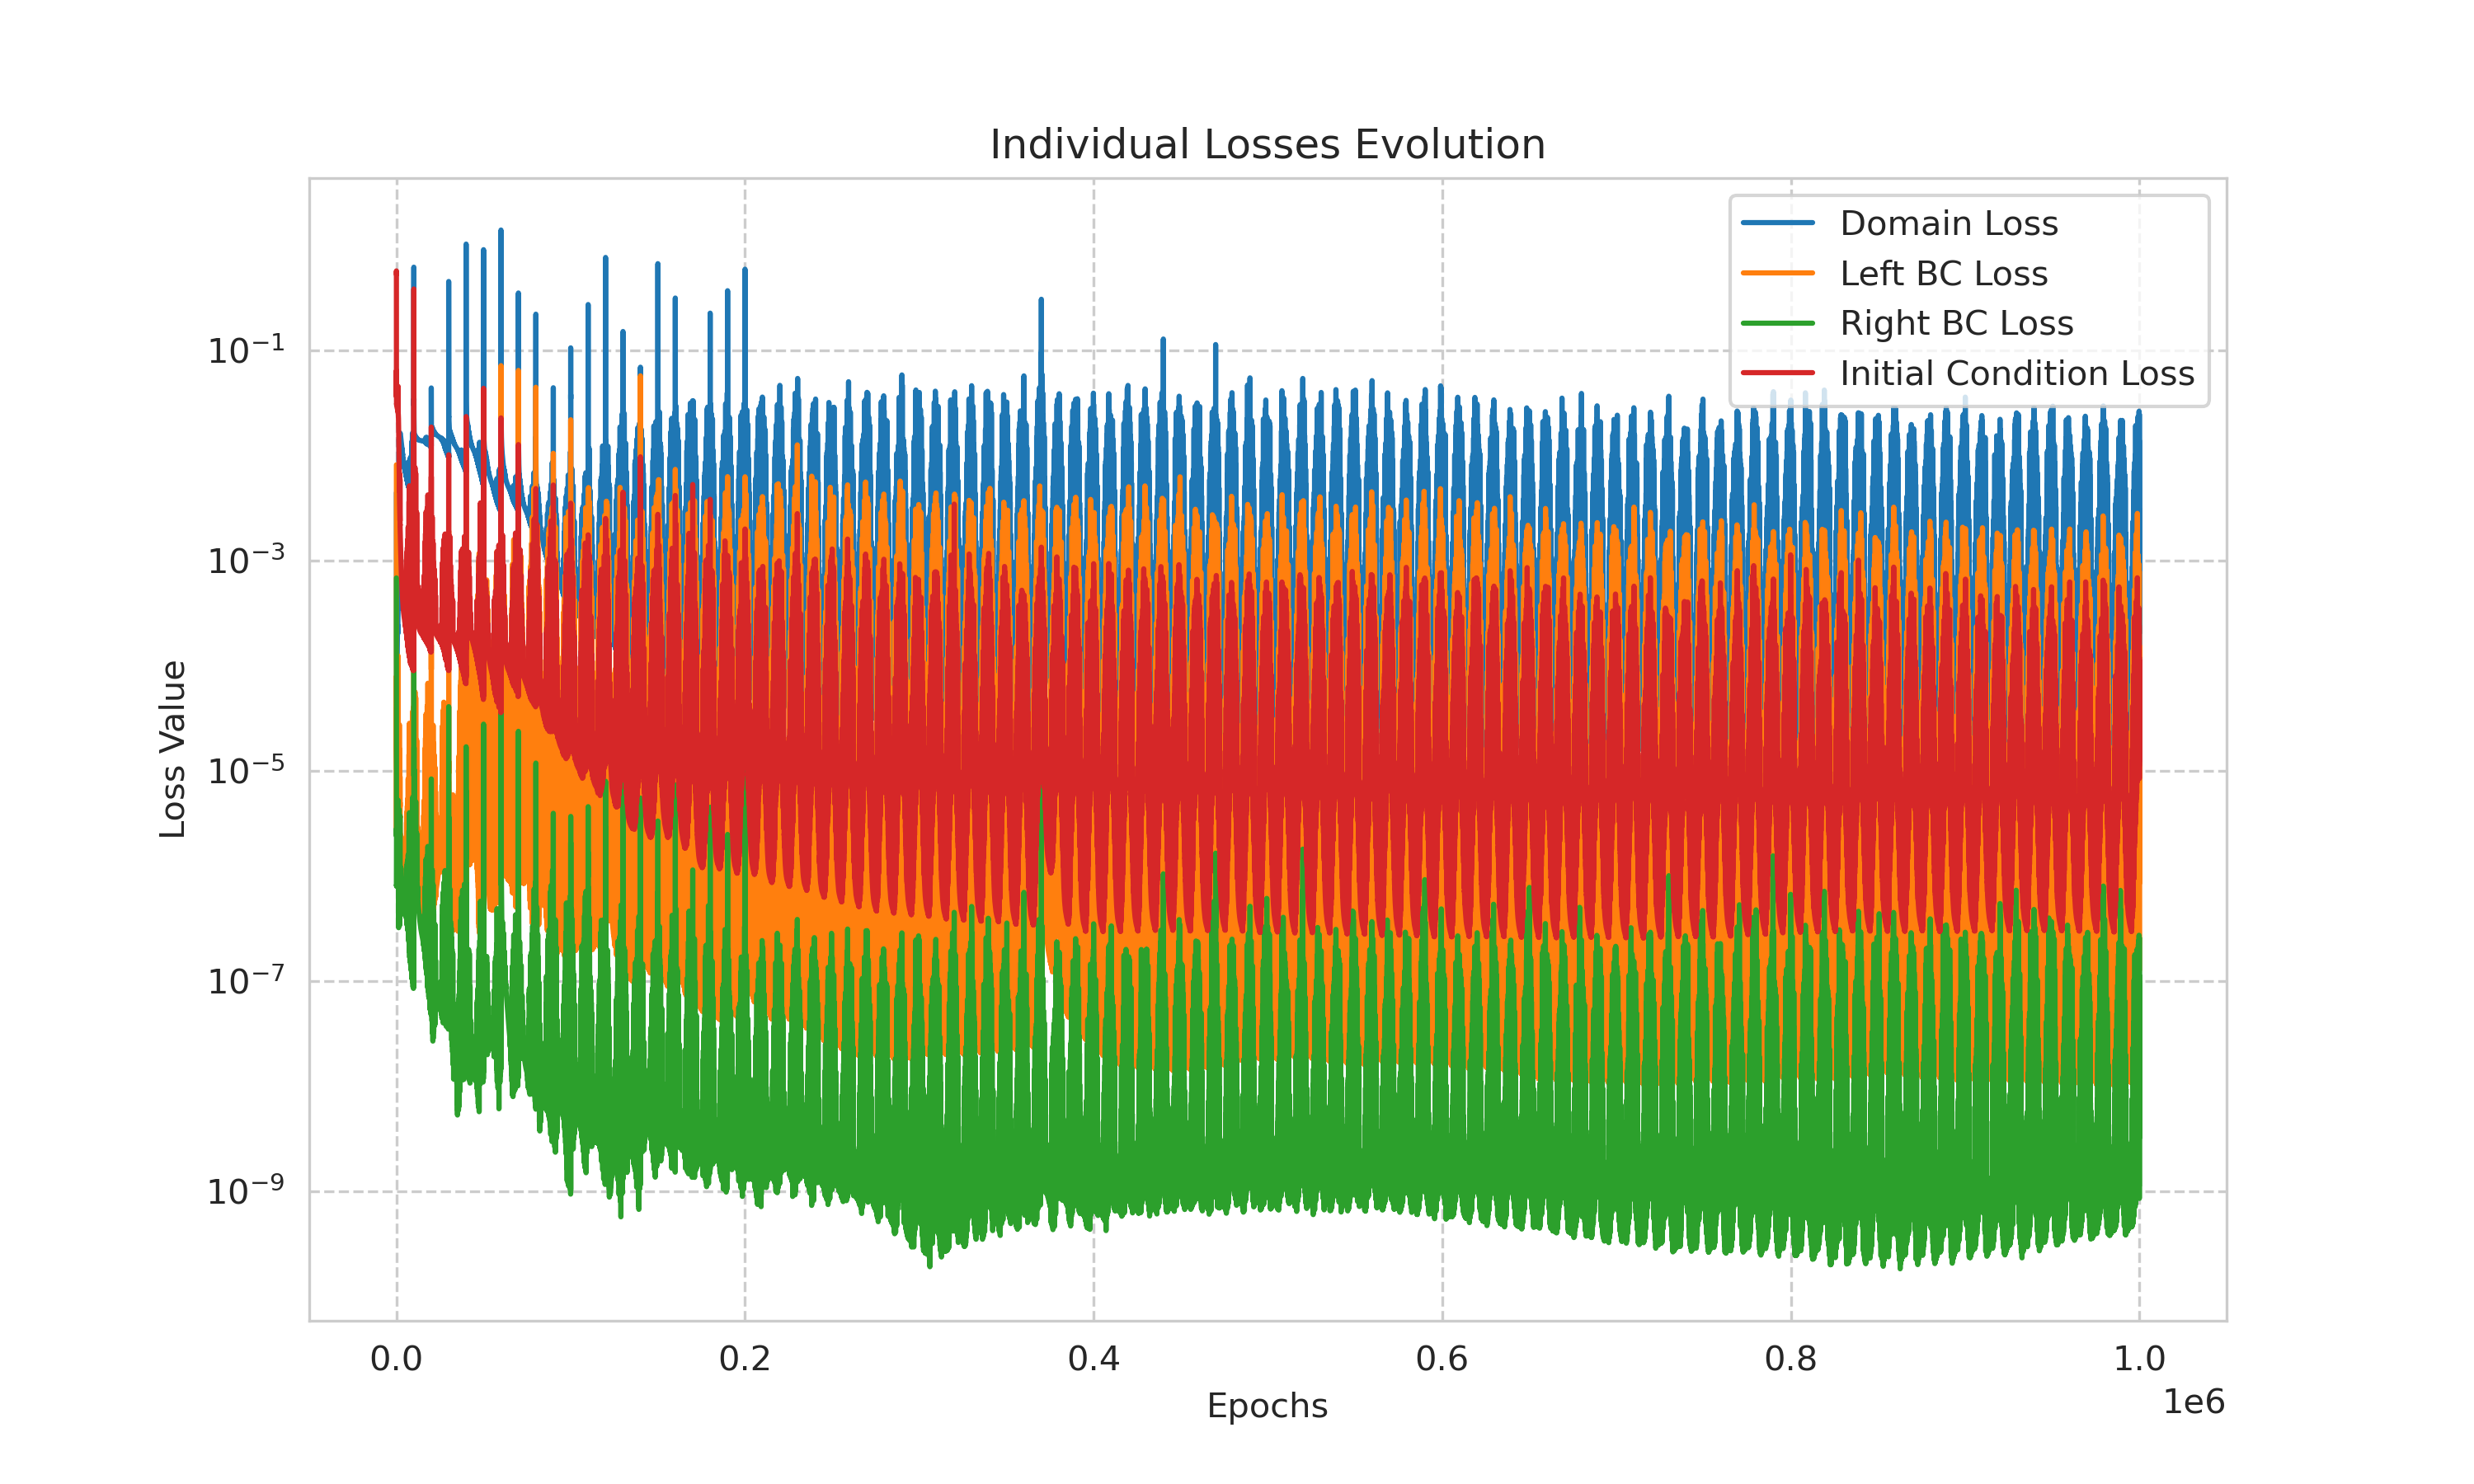 Individual Losses Evolution
Domain Loss
Left BC Loss
Right BC Loss
Initial Condition Loss
Loss Value
10⁻¹
10⁻³
10⁻⁵
10⁻⁷
10⁻⁹
0.0 0.2 0.4 0.6 0.8 1.0
1e6
Epochs